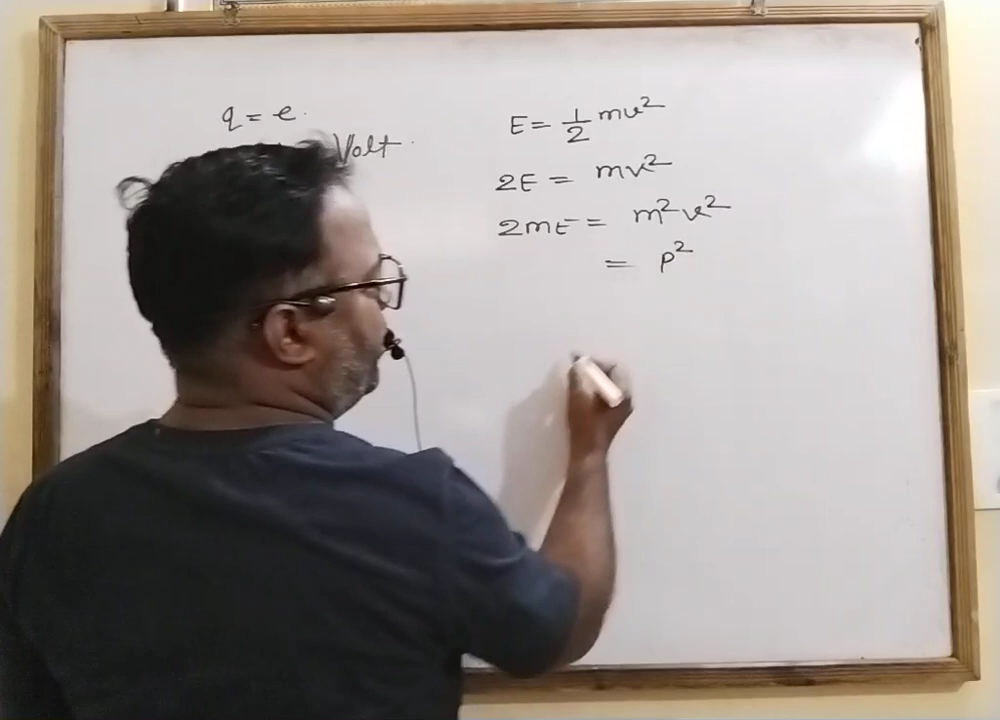 q = e.
Volt.
E = 1/2 mv²
2E = mv²
2mE = m²v²
= p²